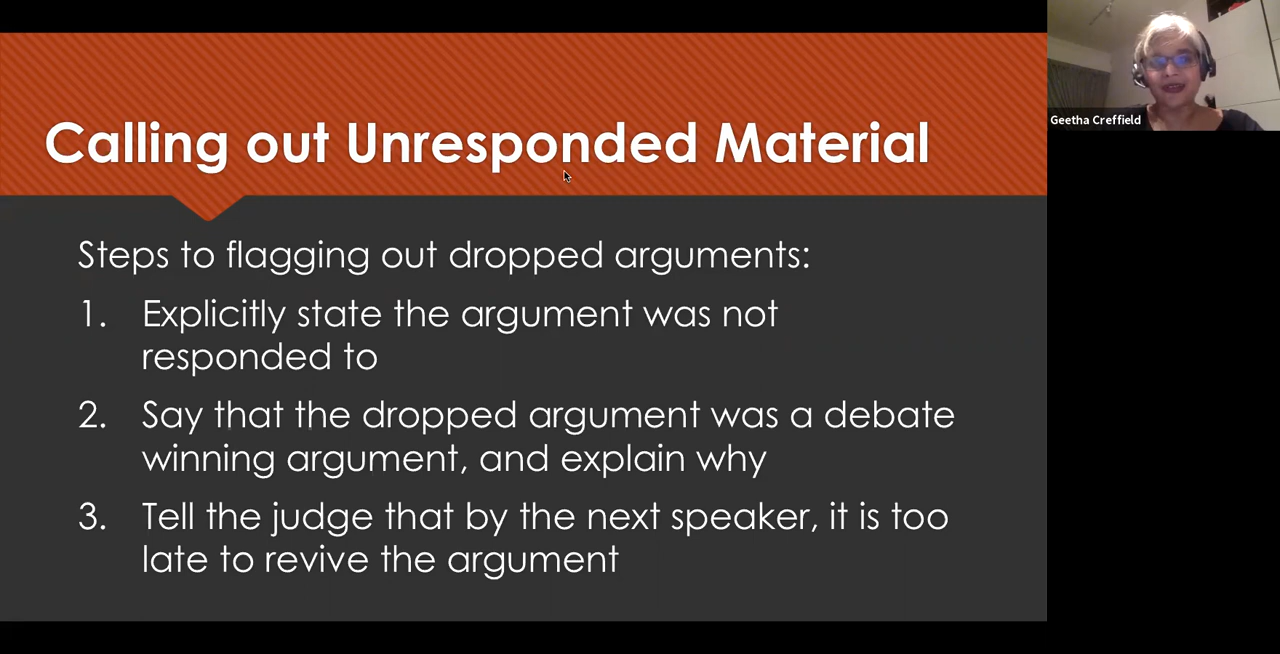 Calling out Unresponded Material
Geetha Creffield
Steps to flagging out dropped arguments:
1. Explicitly state the argument was not
responded to
2. Say that the dropped argument was a debate
winning argument, and explain why
3. Tell the judge that by the next speaker, it is too
late to revive the argument